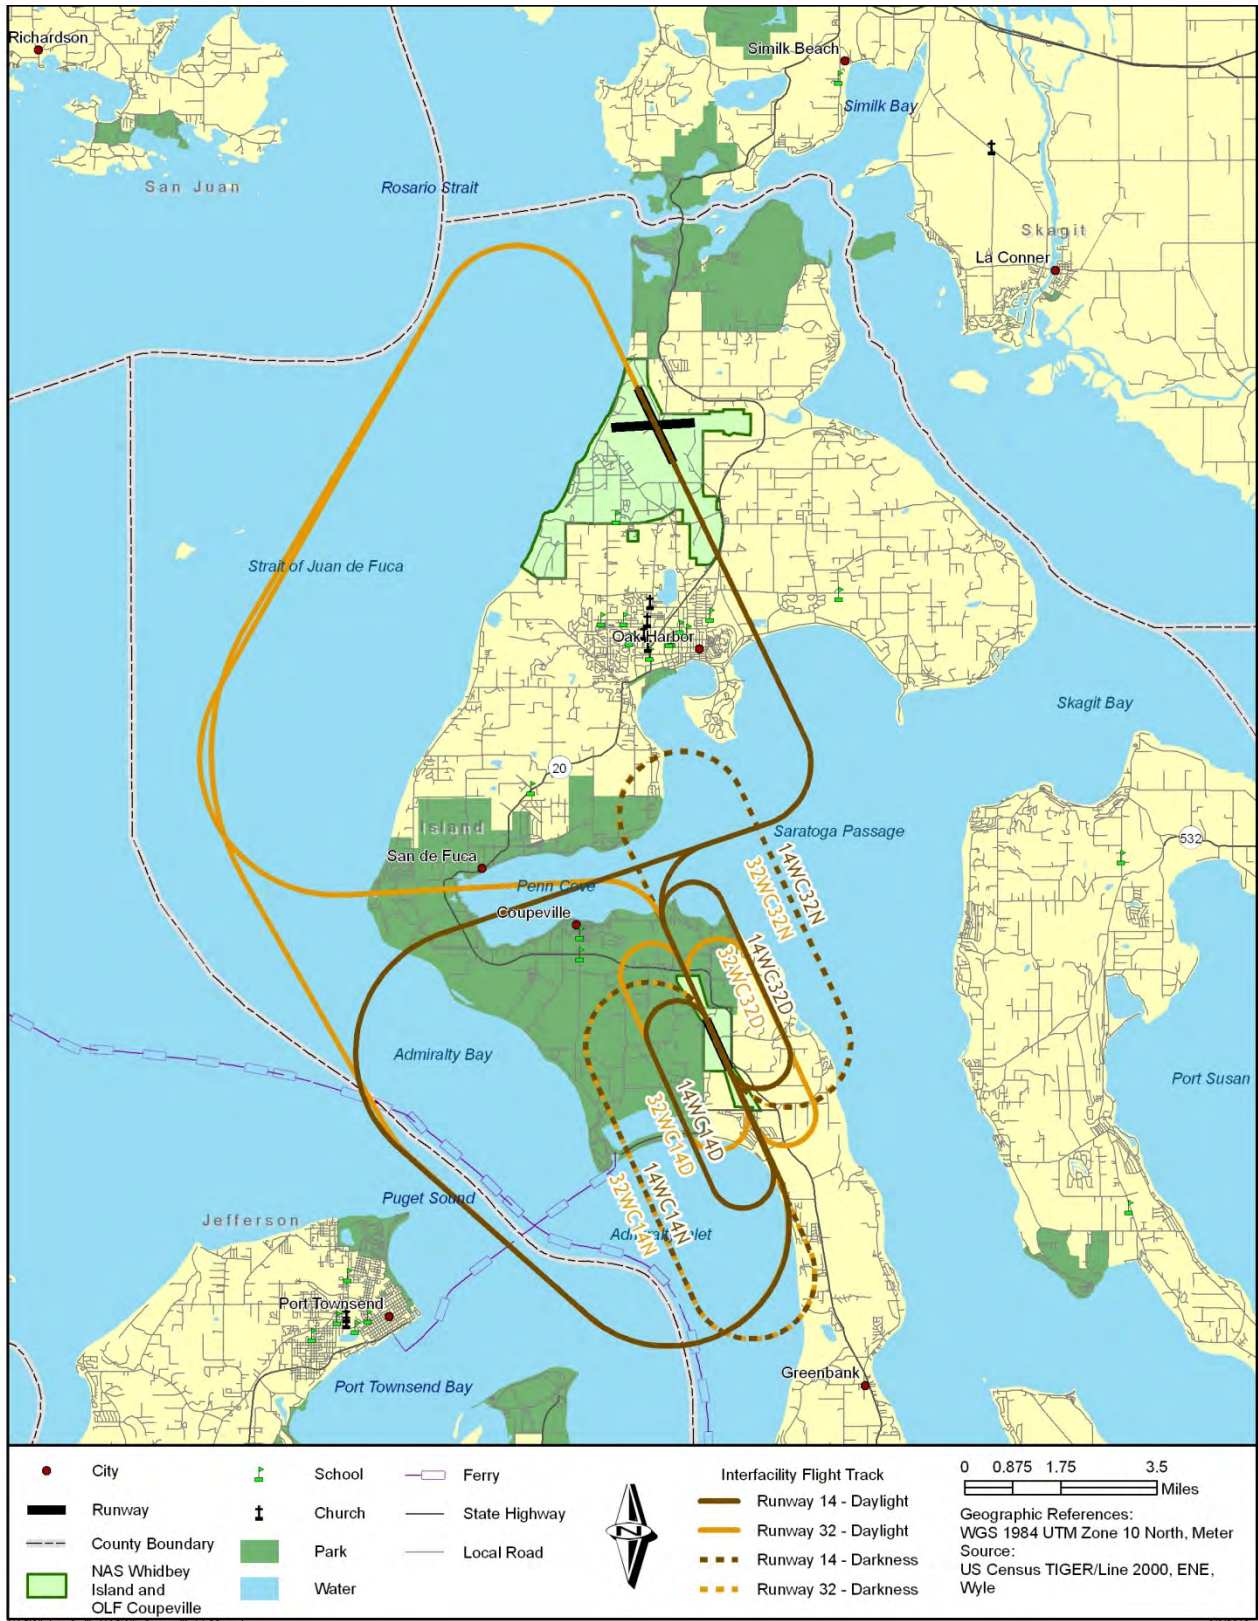 Richardson
Similk Beach
Similk Bay
San Juan
Rosario Strait
Skagit
La Conner
Strait of Juan de Fuca
Oak Harbor
Skagit Bay
20
Island
Saratoga Passage
532
San de Fuca
Penn Cove
14WC32N
32WC32N
Coupeville
14WC32D
32WC32D
Admiralty Bay
Port Susan
14WC14D
32WC14D
14WC14N
32WC14N
Puget Sound
Jefferson
Admiralty Inlet
Port Townsend
Greenbank
Port Townsend Bay
City
Runway
County Boundary
NAS Whidbey
Island and
OLF Coupeville
School
Church
Park
Water
Ferry
State Highway
Local Road
N
Interfacility Flight Track
Runway 14 - Daylight
Runway 32 - Daylight
Runway 14 - Darkness
Runway 32 - Darkness
0 0.875 1.75 3.5
Miles
Geographic References:
WGS 1984 UTM Zone 10 North, Meter
Source:
US Census TIGER/Line 2000, ENE,
Wyle